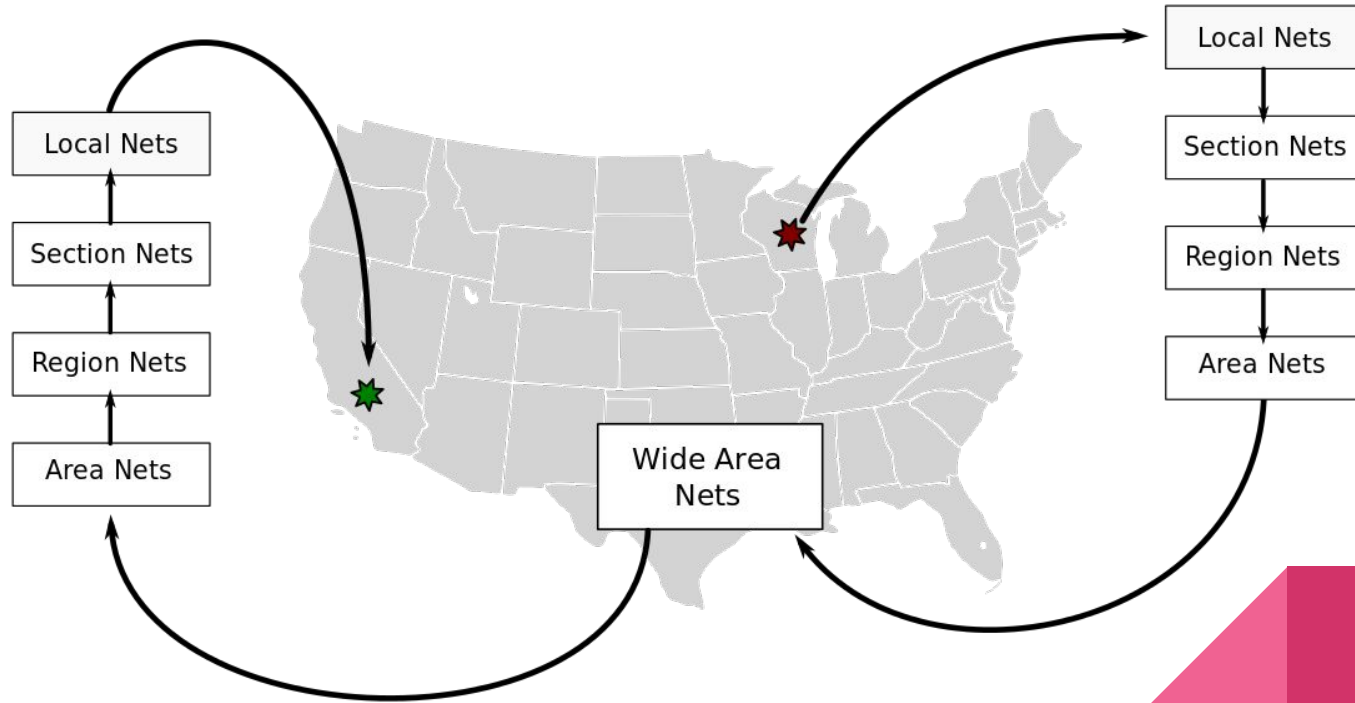 Local Nets
Section Nets
Region Nets
Area Nets
Wide Area
Nets
Local Nets
Section Nets
Region Nets
Area Nets